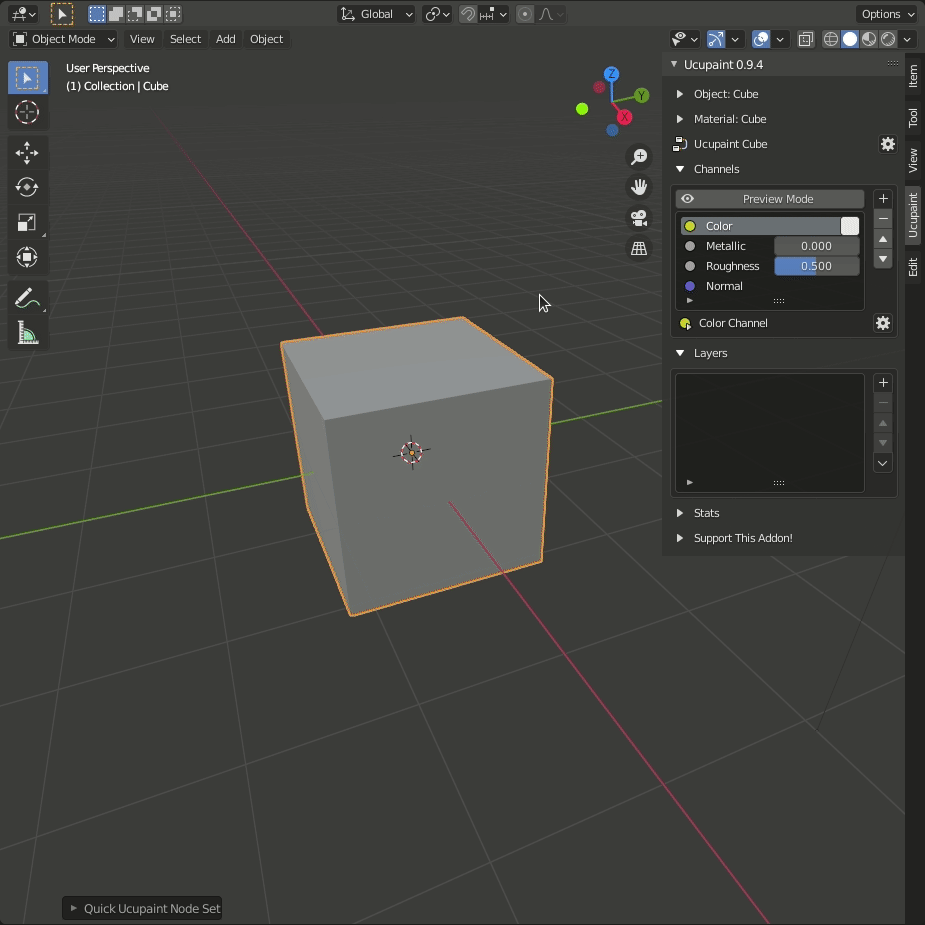 Global
Options
Object Mode
View
Select
Add
Object
User Perspective
(1) Collection | Cube
Z
Y
X
Ucupaint 0.9.4
Object: Cube
Material: Cube
Ucupaint Cube
Channels
Preview Mode
Color
Metallic 0.000
Roughness 0.500
Normal
Color Channel
Layers
Stats
Support This Addon!
Item
Tool
View
Ucupaint
Edit
Quick Ucupaint Node Set